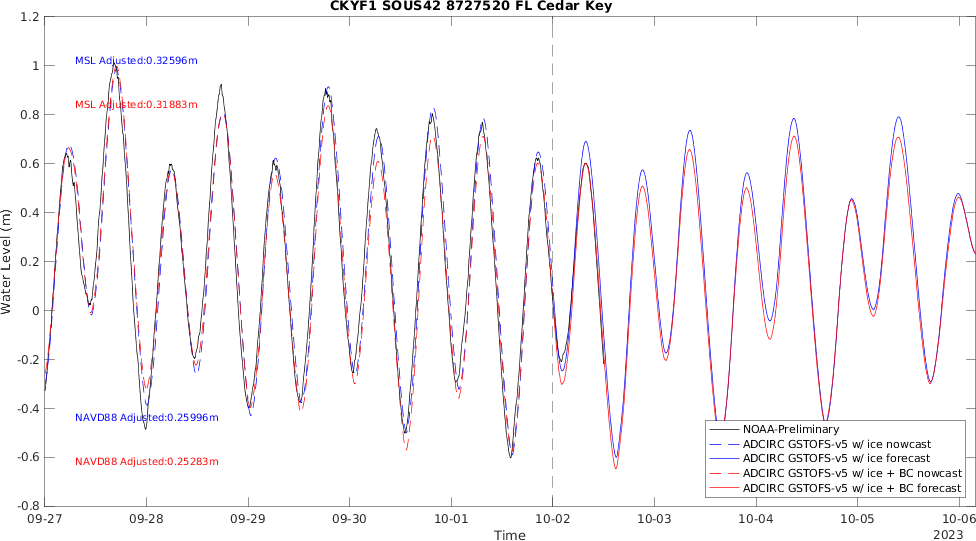 CKYF1 SOUS42 8727520 FL Cedar Key
1.2
1
0.8
0.6
0.4
0.2
0
-0.2
-0.4
-0.6
-0.8
Water Level (m)
MSL Adjusted:0.32596m
MSL Adjusted:0.31883m
NAVD88 Adjusted:0.25996m
NAVD88 Adjusted:0.25283m
NOAA-Preliminary
ADCIRC GSTOFS-v5 w/ ice nowcast
ADCIRC GSTOFS-v5 w/ ice forecast
ADCIRC GSTOFS-v5 w/ ice + BC nowcast
ADCIRC GSTOFS-v5 w/ ice + BC forecast
09-27 09-28 09-29 09-30 10-01 10-02 10-03 10-04 10-05 10-06
Time
2023